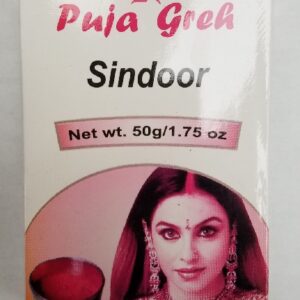 Puja Greh
Sindoor
Net wt. 50g/1.75 oz